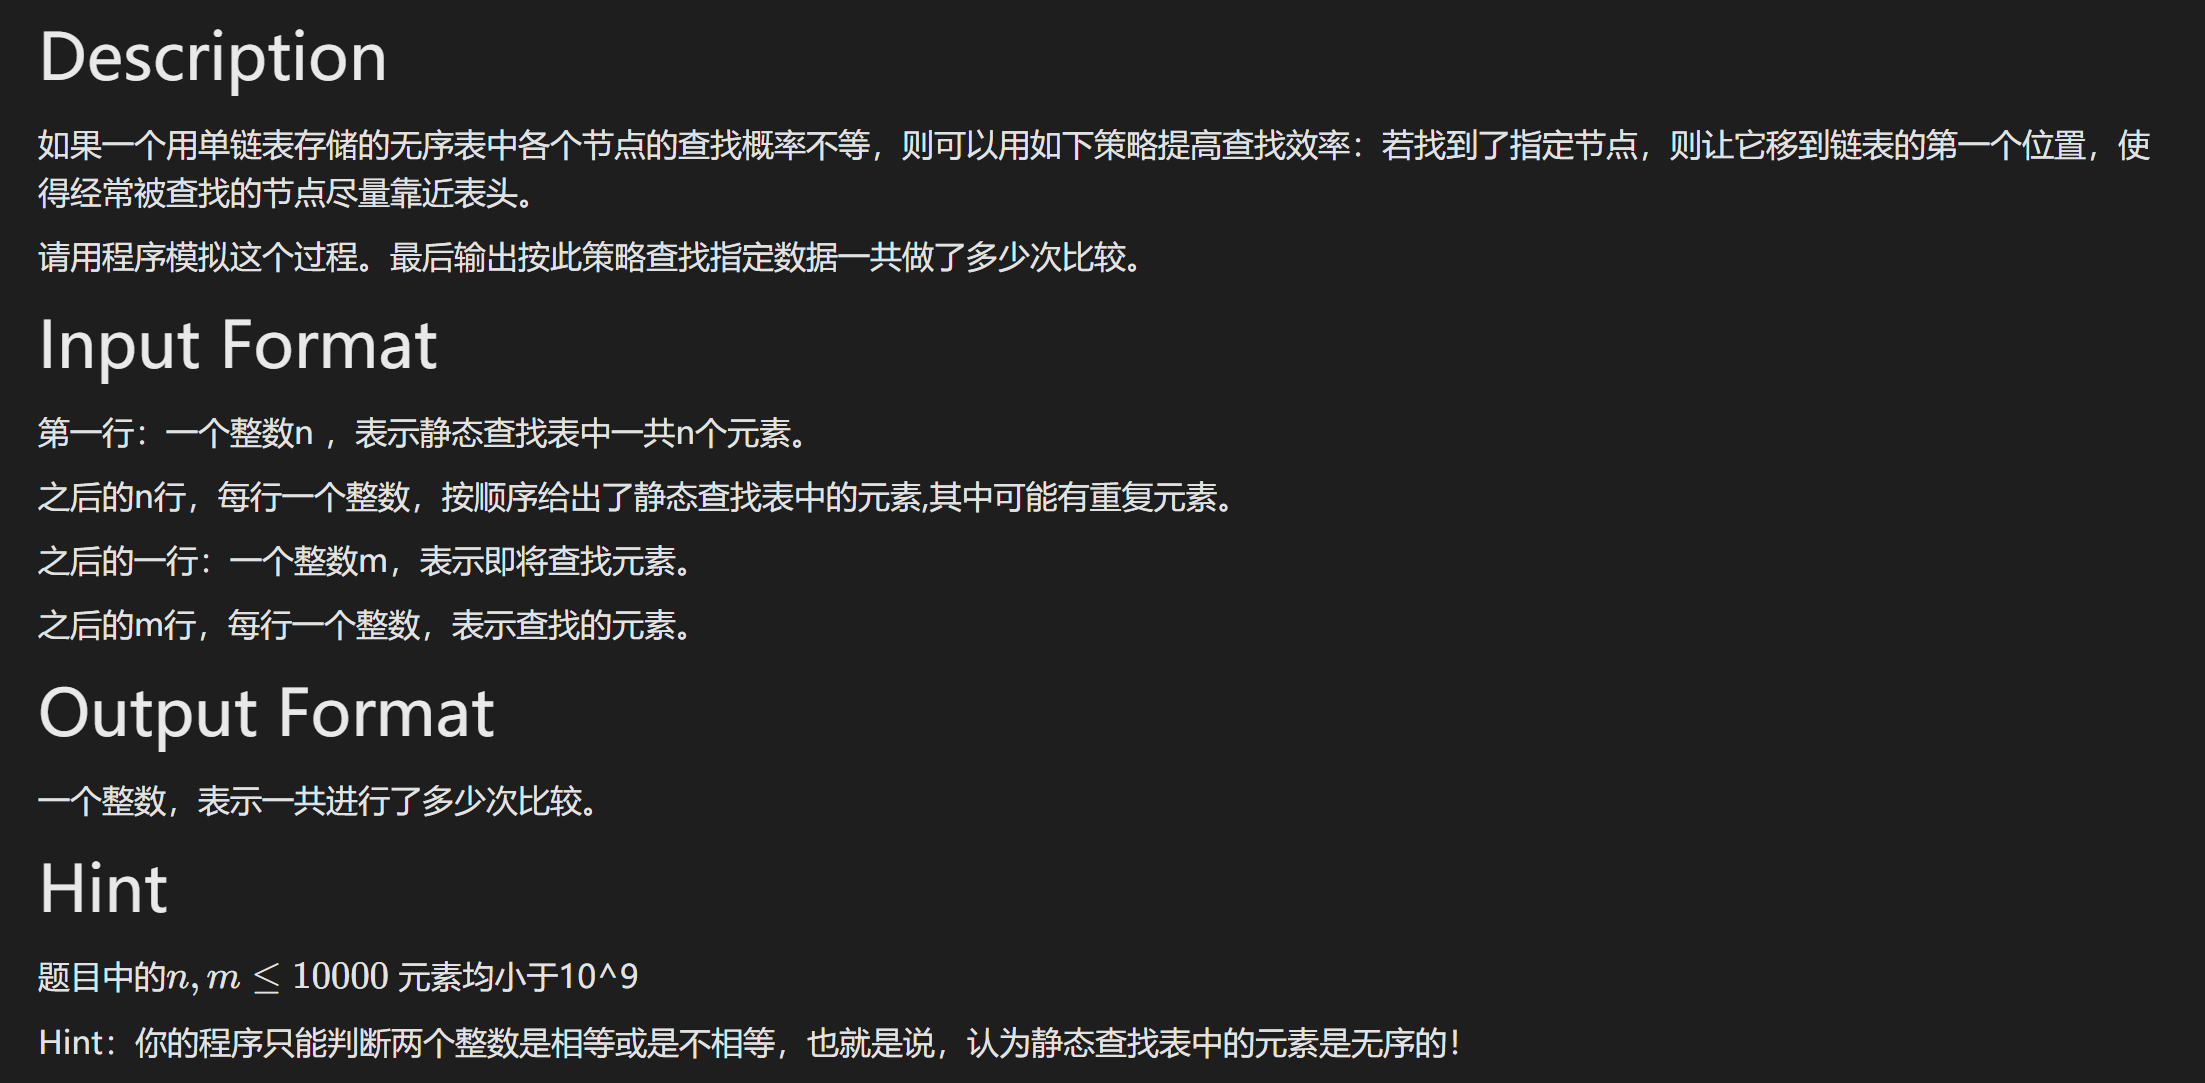 Description
如果一个用单链表存储的无序表中各个节点的查找概率不等，则可以用如下策略提高查找效率：若找到了指定节点，则让它移到链表的第一个位置，使
得经常被查找的节点尽量靠近表头。
请用程序模拟这个过程。最后输出按此策略查找指定数据一共做了多少次比较。
Input Format
第一行：一个整数n ，表示静态查找表中一共n个元素。
之后的n行，每行一个整数，按顺序给出了静态查找表中的元素,其中可能有重复元素。
之后的一行：一个整数m，表示即将查找元素。
之后的m行，每行一个整数，表示查找的元素。
Output Format
一个整数，表示一共进行了多少次比较。
Hint
题目中的n, m ≤ 10000 元素均小于10^9
Hint：你的程序只能判断两个整数是相等或是不相等，也就是说，认为静态查找表中的元素是无序的！